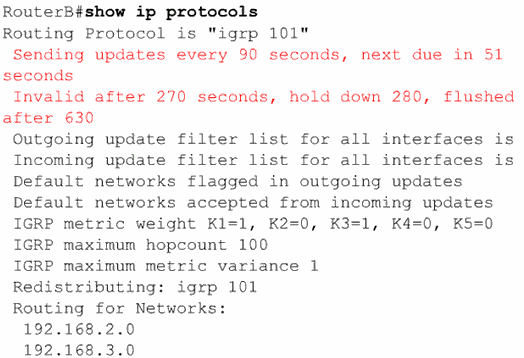 RouterB#show ip protocols
Routing Protocol is "igrp 101"
Sending updates every 90 seconds, next due in 51
seconds
Invalid after 270 seconds, hold down 280, flushed
after 630
Outgoing update filter list for all interfaces is
Incoming update filter list for all interfaces is
Default networks flagged in outgoing updates
Default networks accepted from incoming updates
IGRP metric weight K1=1, K2=0, K3=1, K4=0, K5=0
IGRP maximum hopcount 100
IGRP maximum metric variance 1
Redistributing: igrp 101
Routing for Networks:
192.168.2.0
192.168.3.0